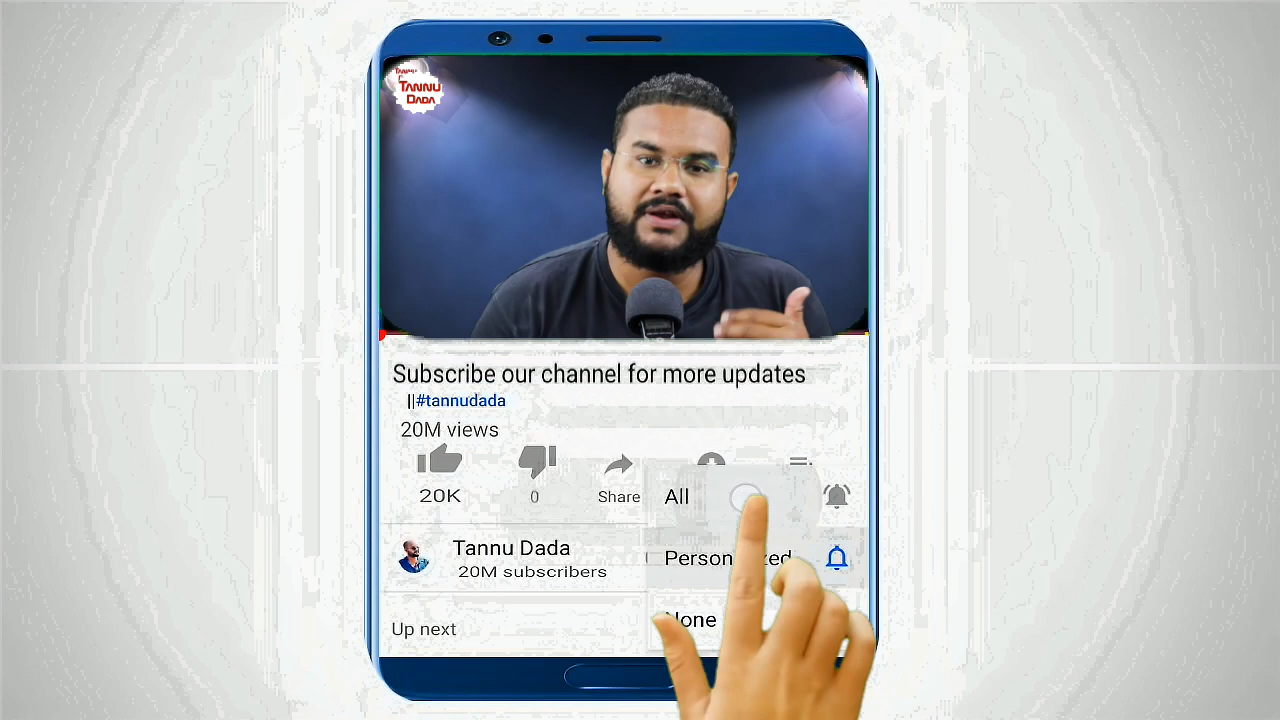 TANNU
DADA
Subscribe our channel for more updates
||#tannudada
20M views
20K
0
Share
All
Tannu Dada
20M subscribers
Up next